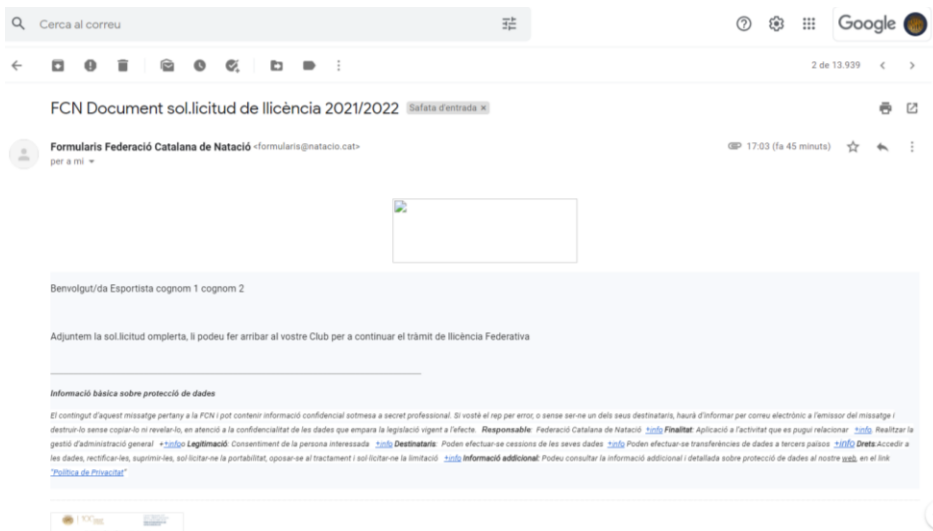 Cerca al correu
Google
2 de 13.939
FCN Document sol.licitud de llicència 2021/2022 Safata d'entrada ×
Formularis Federació Catalana de Natació <formularis@natacio.cat>
17:03 (fa 45 minuts)
per a mi
Benvolgut/da Esportista cognom 1 cognom 2
Adjuntem la sol.licitud omplerta, li podeu fer arribar al vostre Club per a continuar el tràmit de llicència Federativa
Informació bàsica sobre protecció de dades
El contingut d'aquest missatge pertany a la FCN i pot contenir informació confidencial sotmesa a secret professional. Si vostè el rep per error, o sense ser-ne un dels seus destinataris, haurà d'informar per correu electrònic a l'emissor del missatge i
destruir-lo sense copiar-lo ni revelar-lo, en atenció a la confidencialitat de les dades que empara la legislació vigent a l'efecte. Responsable: Federació Catalana de Natació +info Finalitat: Aplicació a l'activitat que es pugui relacionar +info. Realitzar la
gestió d'administració general ++infgo Legitimació: Consentiment de la persona interessada +info Destinataris: Poden efectuar-se cessions de les seves dades +info Poden efectuar-se transferències de dades a tercers països +info Drets:Accedir a
les dades, rectificar-les, suprimir-les, sol·licitar-ne la portabilitat, oposar-se al tractament i sol·licitar-ne la limitació +info Informació addicional: Podeu consultar la informació addicional i detallada sobre protecció de dades al nostre web, en el link
"Política de Privacitat"